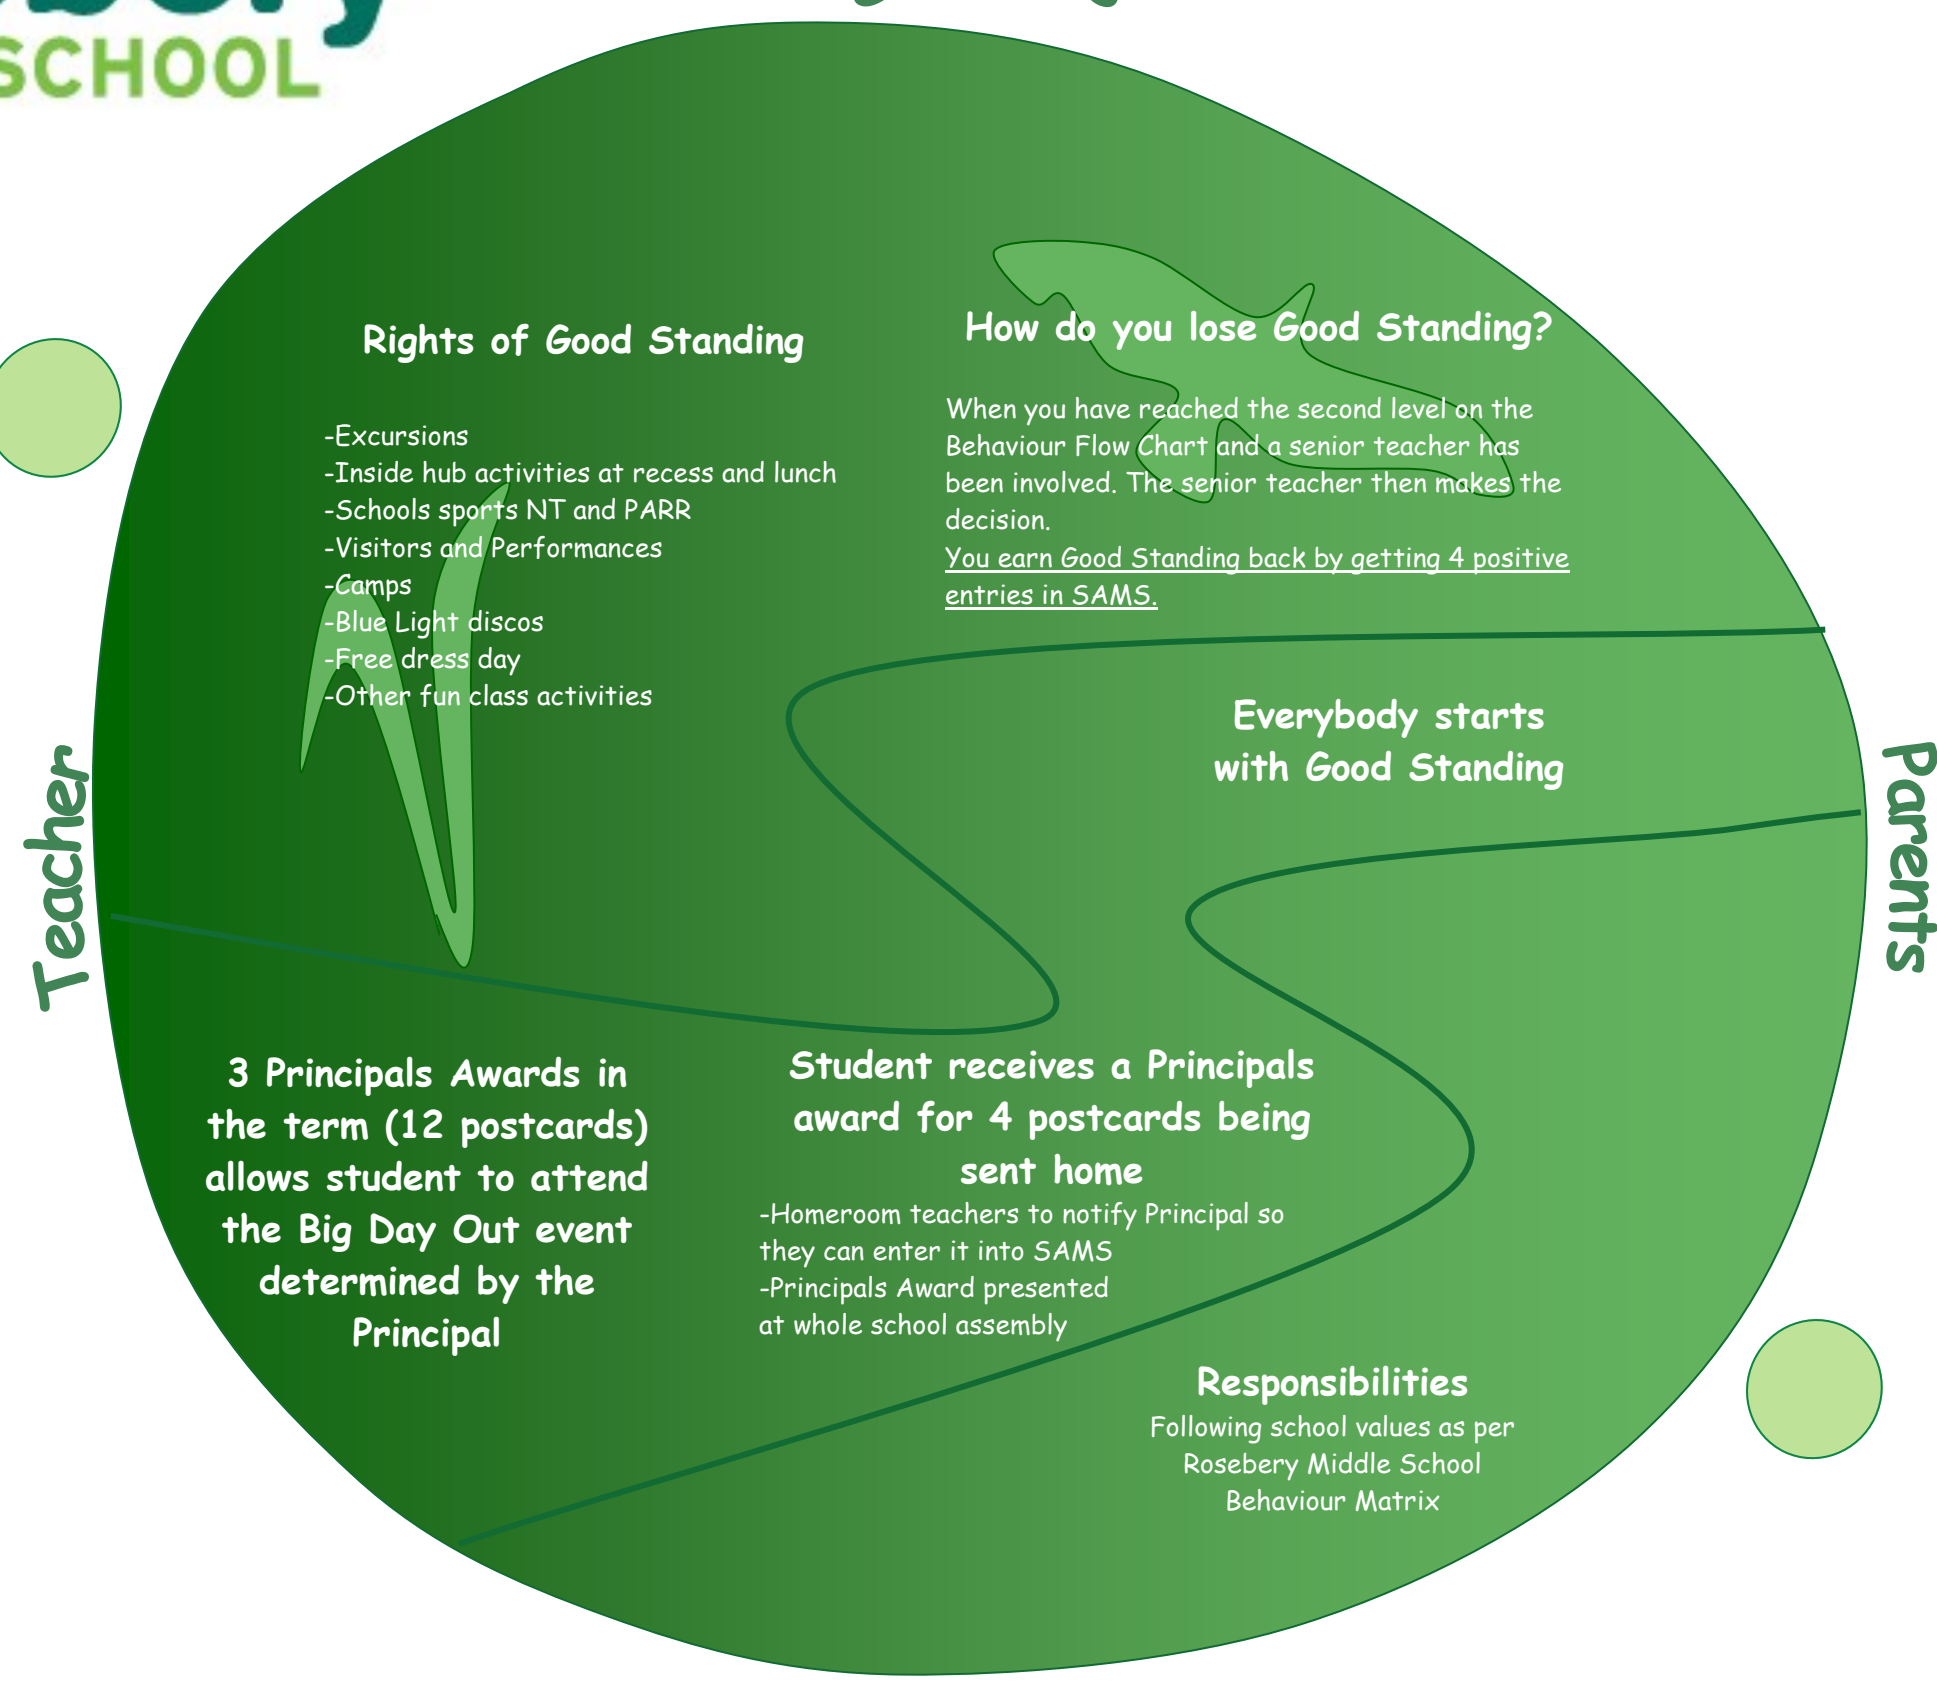 SCHOOL
Rights of Good Standing
-Excursions
-Inside hub activities at recess and lunch
-Schools sports NT and PARR
-Visitors and Performances
-Camps
-Blue Light discos
-Free dress day
-Other fun class activities
How do you lose Good Standing?
When you have reached the second level on the
Behaviour Flow Chart and a senior teacher has
been involved. The senior teacher then makes the
decision.
You earn Good Standing back by getting 4 positive
entries in SAMS.
Everybody starts
with Good Standing
Teacher
Parents
3 Principals Awards in
the term (12 postcards)
allows student to attend
the Big Day Out event
determined by the
Principal
Student receives a Principals
award for 4 postcards being
sent home
-Homeroom teachers to notify Principal so
they can enter it into SAMS
-Principals Award presented
at whole school assembly
Responsibilities
Following school values as per
Rosebery Middle School
Behaviour Matrix